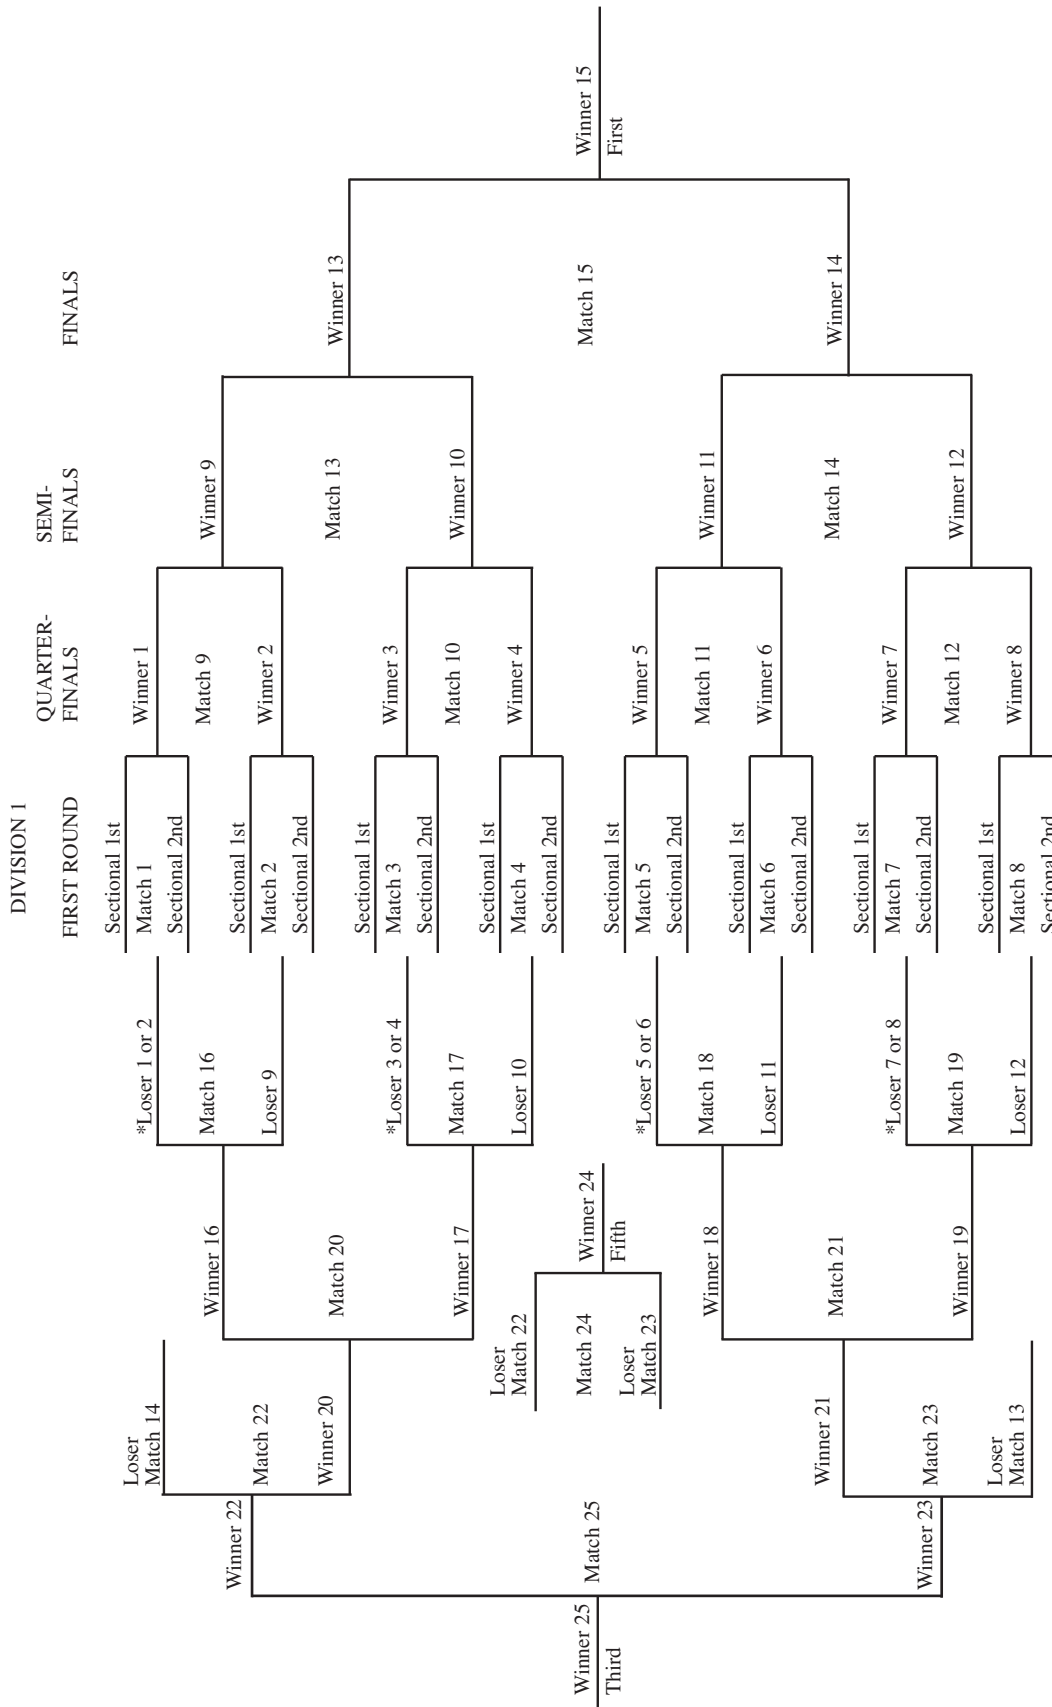 DIVISION 1
FIRST ROUND
QUARTER-
FINALS
SEMI-
FINALS
FINALS
Sectional 1st
Match 1
Sectional 2nd
Sectional 1st
Match 2
Sectional 2nd
Sectional 1st
Match 3
Sectional 2nd
Sectional 1st
Match 4
Sectional 2nd
Sectional 1st
Match 5
Sectional 2nd
Sectional 1st
Match 6
Sectional 2nd
Sectional 1st
Match 7
Sectional 2nd
Sectional 1st
Match 8
Sectional 2nd
Winner 1
Match 9
Winner 2
Winner 3
Match 10
Winner 4
Winner 5
Match 11
Winner 6
Winner 7
Match 12
Winner 8
Winner 9
Match 13
Winner 10
Winner 11
Match 14
Winner 12
Winner 13
Match 15
Winner 14
Winner 15
First
*Loser 1 or 2
Match 16
Loser 9
*Loser 3 or 4
Match 17
Loser 10
*Loser 5 or 6
Match 18
Loser 11
*Loser 7 or 8
Match 19
Loser 12
Winner 16
Match 20
Winner 17
Winner 18
Match 21
Winner 19
Loser
Match 22
Match 24
Loser
Match 23
Winner 24
Fifth
Loser
Match 14
Match 22
Winner 20
Winner 21
Match 23
Loser
Match 13
Winner 22
Match 25
Winner 23
Winner 25
Third